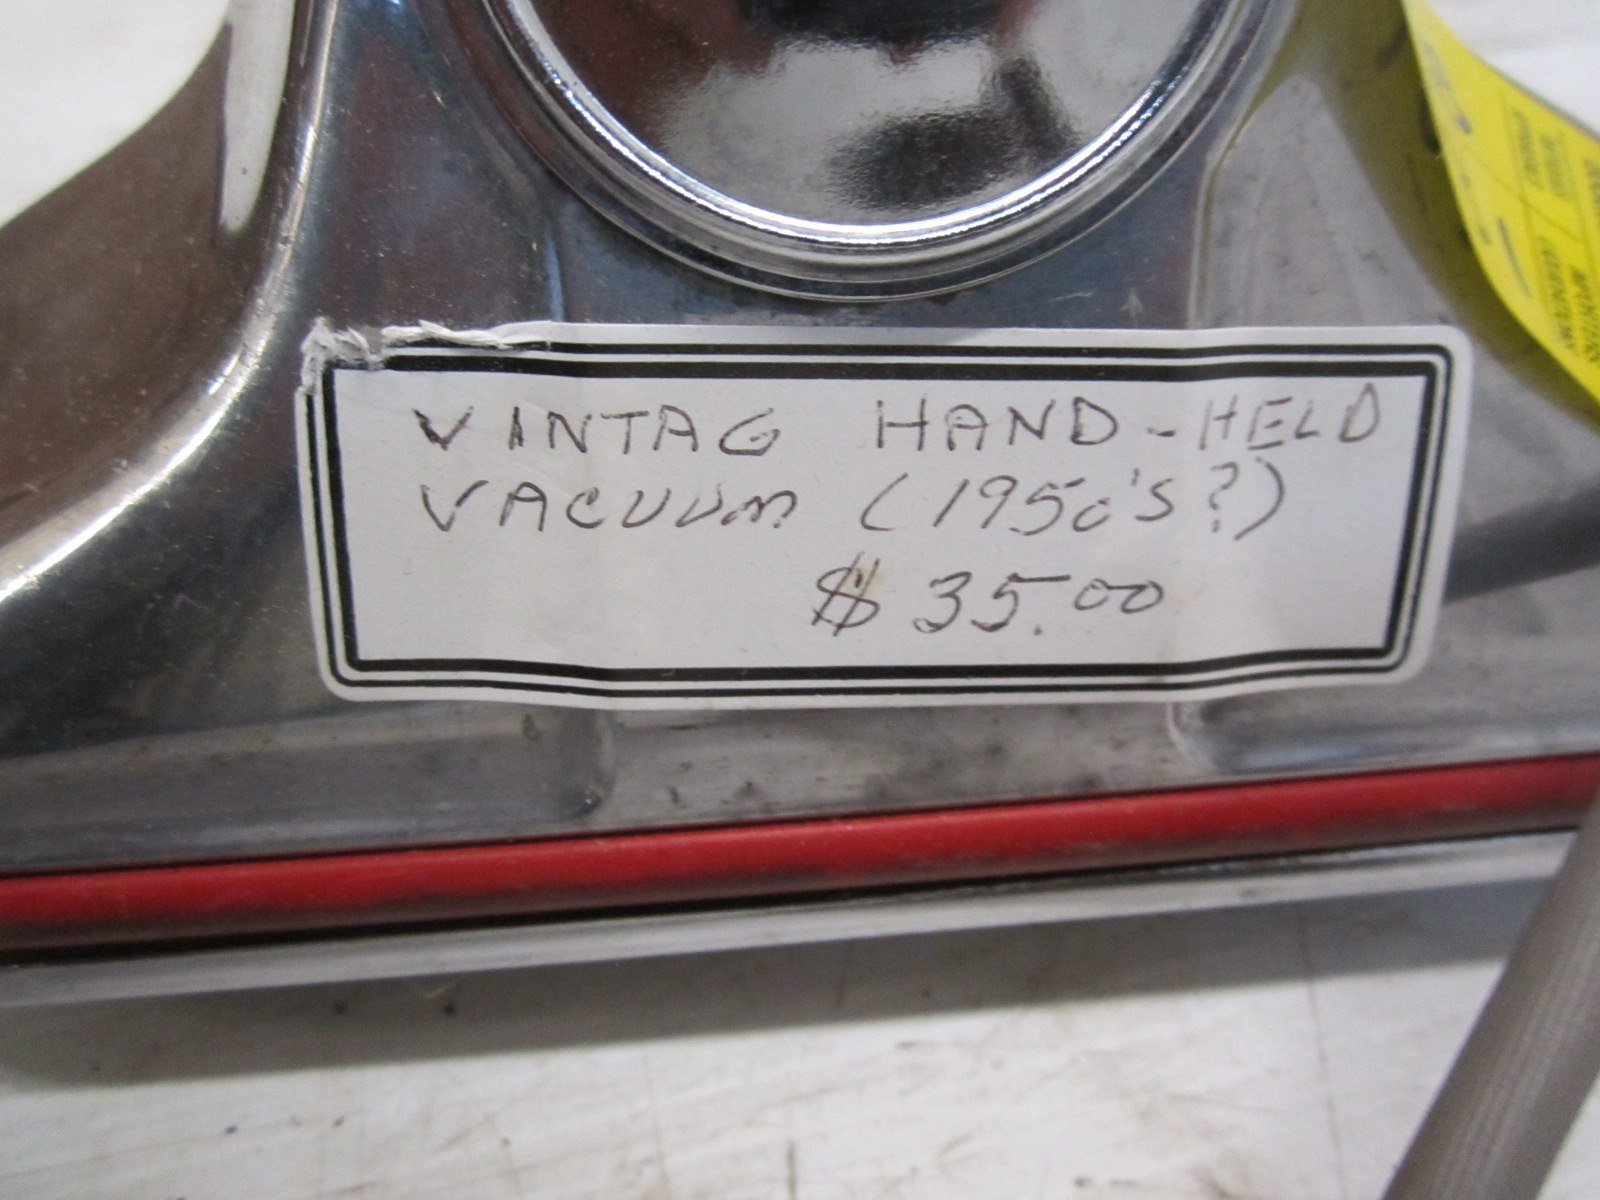 VINTAG HAND-HELD
VACUUM (1950'S?)
$35.00